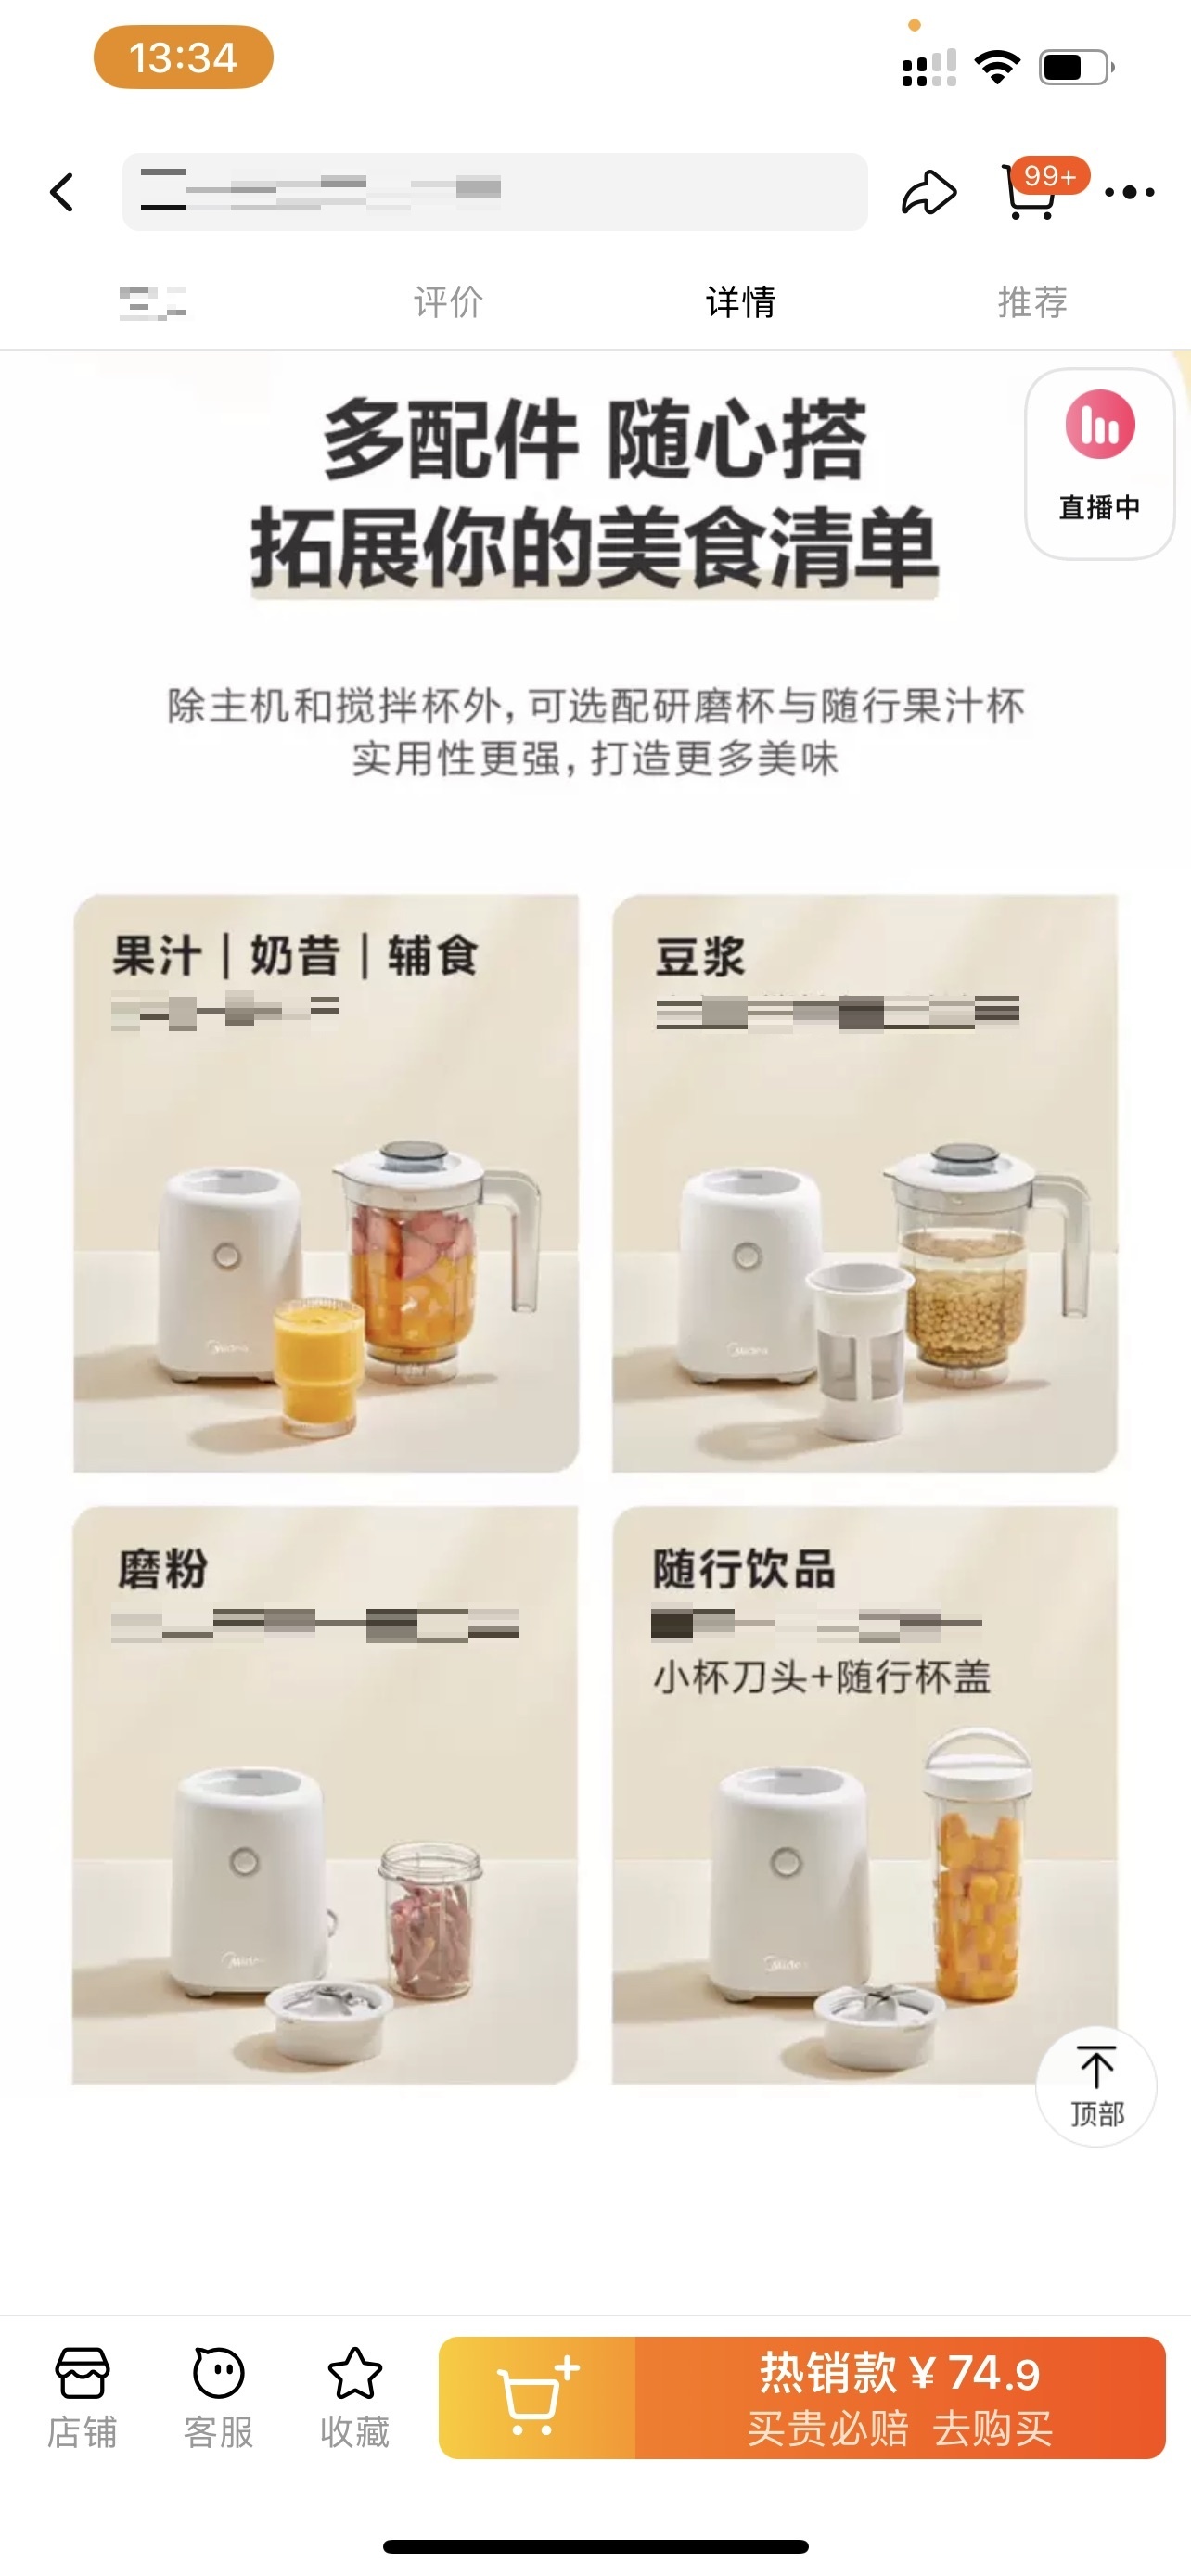 13:34
99+
评价
详情
推荐
多配件 随心搭
拓展你的美食清单
直播中
除主机和搅拌杯外，可选配研磨杯与随行果汁杯
实用性更强，打造更多美味
果汁｜奶昔｜辅食
豆浆
Midea
Midea
磨粉
随行饮品
小杯刀头+随行杯盖
Midea
Midea
顶部
热销款 ¥ 74.9
买贵必赔 去购买
店铺
客服
收藏